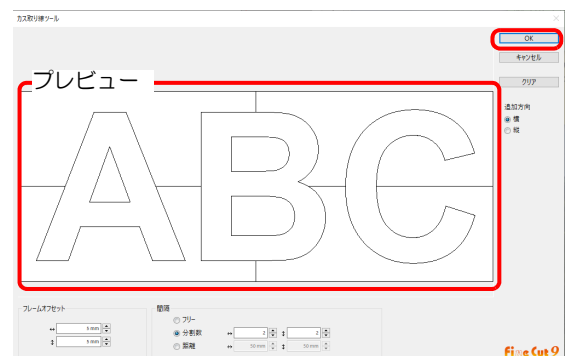 カス取り線ツール
OK
キャンセル
プレビュー
クリア
追加方向
横
縦
ABC
フレームオフセット
間隔
フリー
↔ 5 mm
分割数 ↔ 2 ↕ 2
↕ 5 mm
距離 ↔ 50 mm ↕ 50 mm
Fine Cut 9